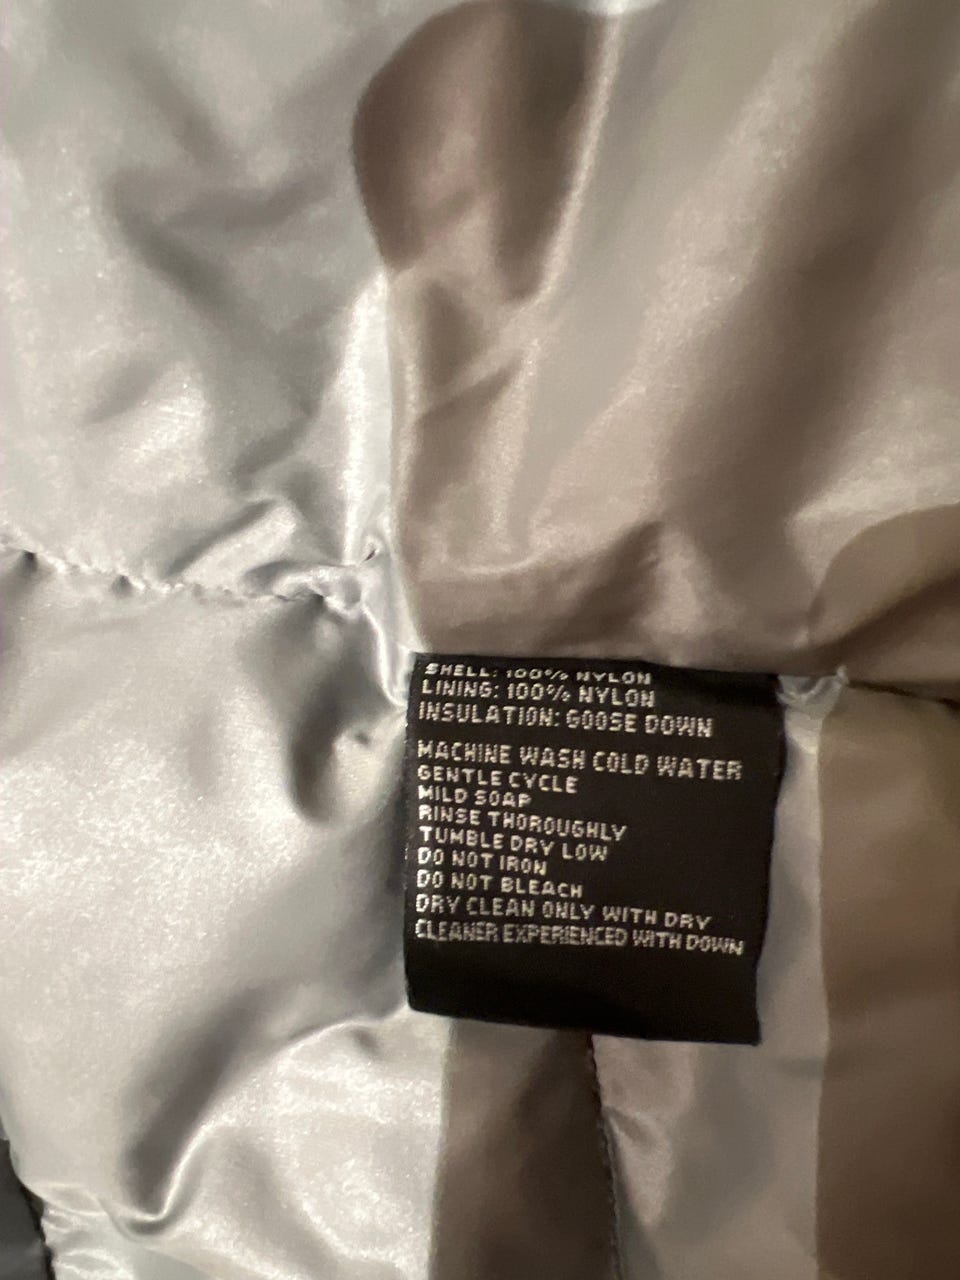 SHELL: 100% NYLON
LINING: 100% NYLON
INSULATION: GOOSE DOWN
MACHINE WASH COLD WATER
GENTLE CYCLE
MILD SOAP
RINSE THOROUGHLY
TUMBLE DRY LOW
DO NOT IRON
DO NOT BLEACH
DRY CLEAN ONLY WITH DRY
CLEANER EXPERIENCED WITH DOWN